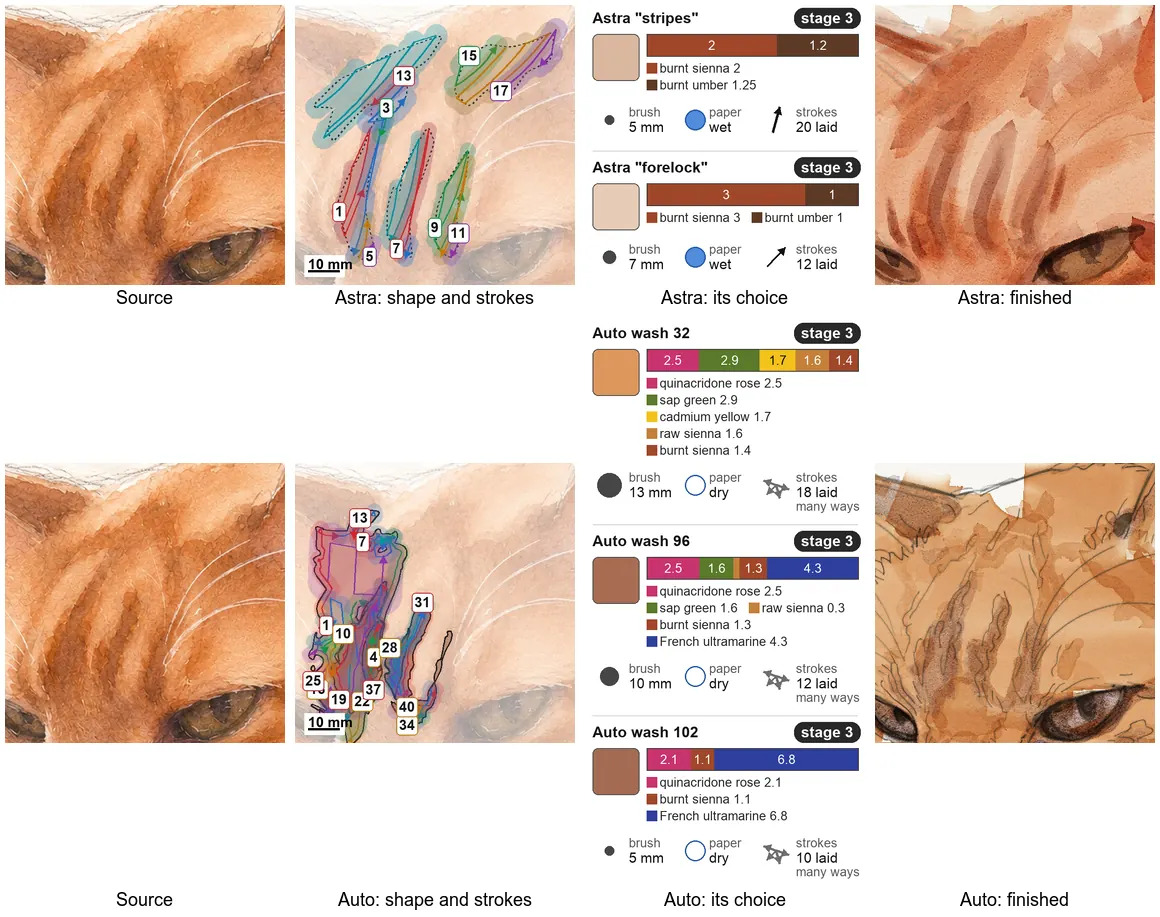 Astra "stripes" stage 3
2 1.2
burnt sienna 2
burnt umber 1.25
brush paper strokes
5 mm wet 20 laid
Astra "forelock" stage 3
3 1
burnt sienna 3 burnt umber 1
brush paper strokes
7 mm wet 12 laid
15
13
17
3
1
9
11
7
5
10 mm
Source
Astra: shape and strokes
Astra: its choice
Astra: finished
Auto wash 32 stage 3
2.5 2.9 1.7 1.6 1.4
quinacridone rose 2.5
sap green 2.9
cadmium yellow 1.7
raw sienna 1.6
burnt sienna 1.4
brush paper strokes
13 mm dry 18 laid
many ways
Auto wash 96 stage 3
2.5 1.6 1.3 4.3
quinacridone rose 2.5
sap green 1.6 raw sienna 0.3
burnt sienna 1.3
French ultramarine 4.3
brush paper strokes
10 mm dry 12 laid
many ways
Auto wash 102 stage 3
2.1 1.1 6.8
quinacridone rose 2.1
burnt sienna 1.1
French ultramarine 6.8
brush paper strokes
5 mm dry 10 laid
many ways
13
7
31
1
10
28
4
25
37
19
22
40
34
10 mm
Source
Auto: shape and strokes
Auto: its choice
Auto: finished